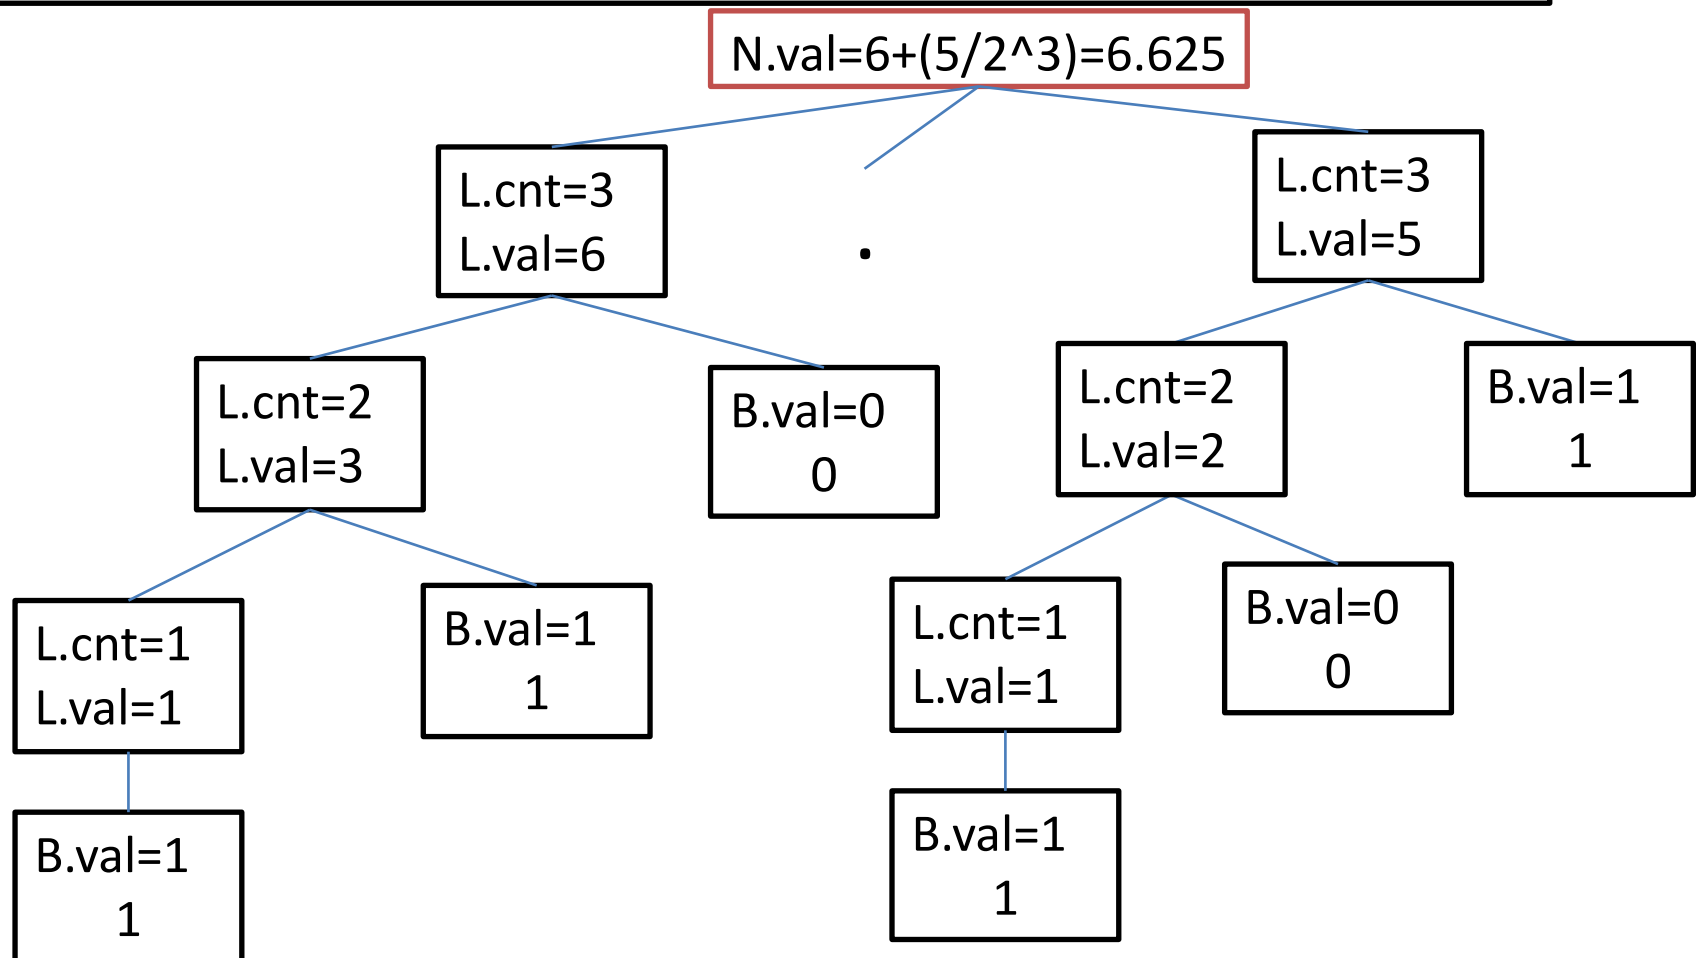 N.val=6+(5/2^3)=6.625
L.cnt=3
L.val=6
.
L.cnt=3
L.val=5
L.cnt=2
L.val=3
B.val=0
0
L.cnt=2
L.val=2
B.val=1
1
L.cnt=1
L.val=1
B.val=1
1
L.cnt=1
L.val=1
B.val=0
0
B.val=1
1
B.val=1
1